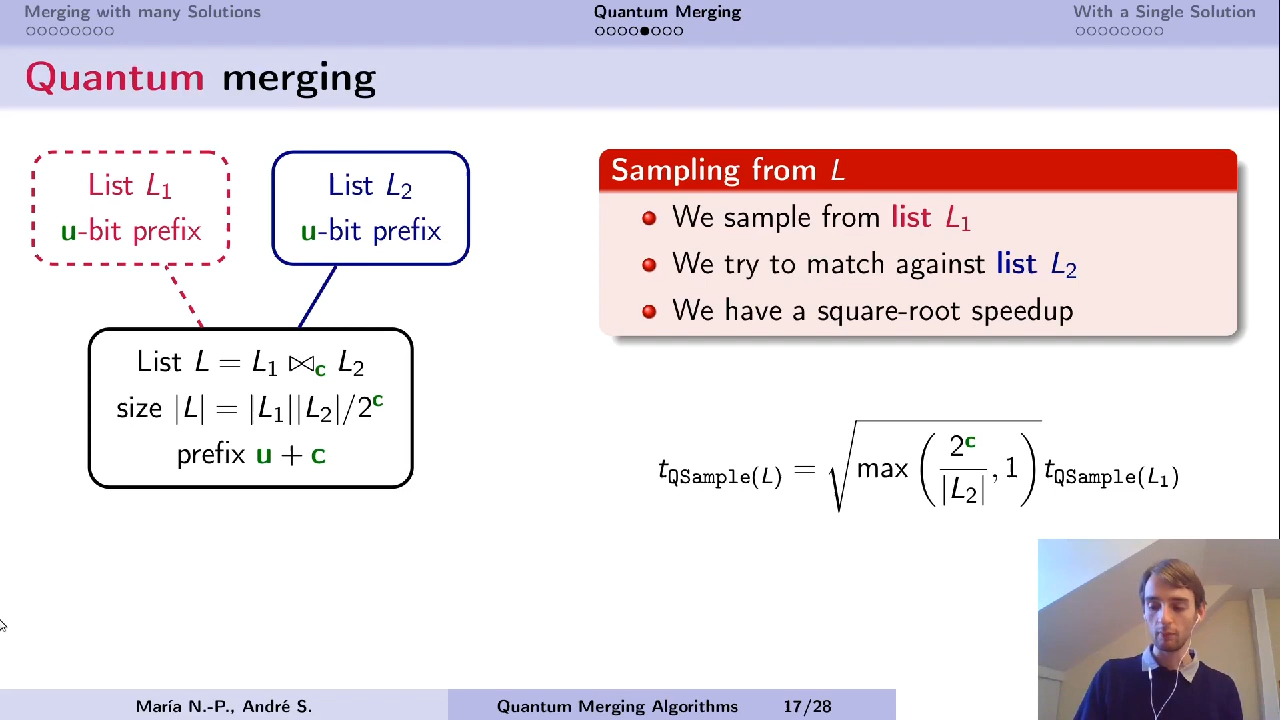 Merging with many Solutions
Quantum Merging
With a Single Solution
Quantum merging
List L₁
u-bit prefix
List L₂
u-bit prefix
List L = L₁ ⋈_c L₂
size |L| = |L₁||L₂|/2^c
prefix u + c
Sampling from L
We sample from list L₁
We try to match against list L₂
We have a square-root speedup
t_QSample(L) = √(max(2^c/|L₂|, 1)) t_QSample(L₁)
María N.-P., André S.
Quantum Merging Algorithms
17/28